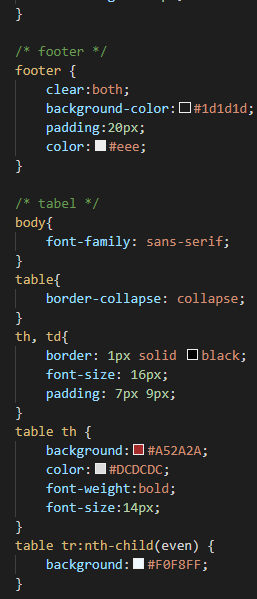 }
/* footer */
footer {
    clear:both;
    background-color:#1d1d1d;
    padding:20px;
    color:#eee;
}
/* tabel */
body{
    font-family: sans-serif;
}
table{
    border-collapse: collapse;
}
th, td{
    border: 1px solid black;
    font-size: 16px;
    padding: 7px 9px;
}
table th {
    background:#A52A2A;
    color:#DCDCDC;
    font-weight:bold;
    font-size:14px;
}
table tr:nth-child(even) {
    background:#F0F8FF;
}